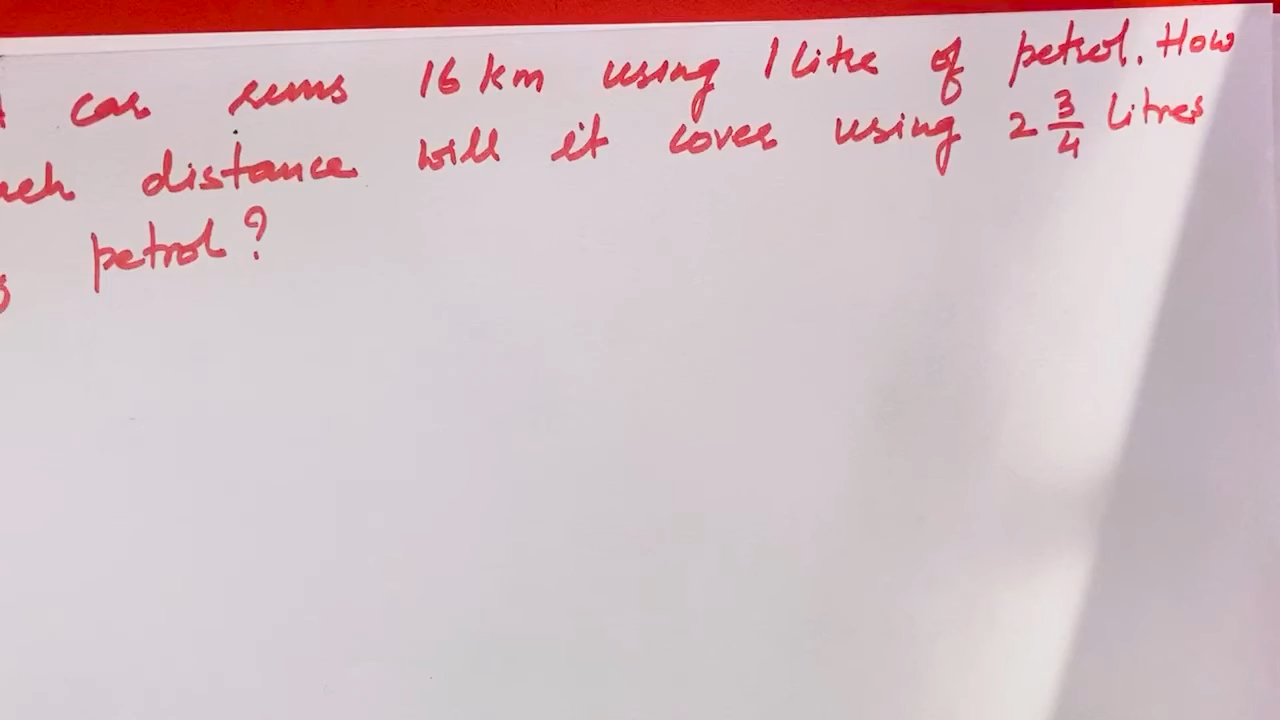 A car runs 16 km using 1 litre of petrol. How
uch distance will it cover using 2 3/4 litres
petrol?